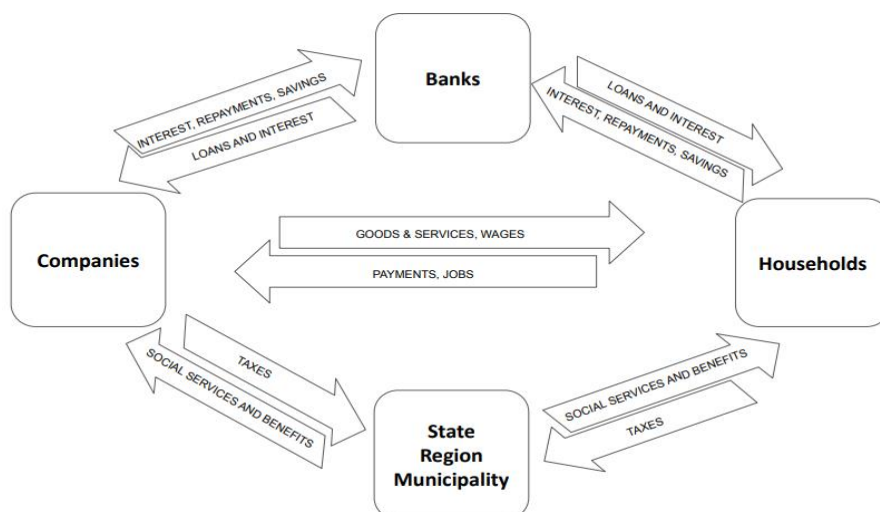 Banks
INTEREST, REPAYMENTS, SAVINGS
LOANS AND INTEREST
LOANS AND INTEREST
INTEREST, REPAYMENTS, SAVINGS
Companies
GOODS & SERVICES, WAGES
PAYMENTS, JOBS
Households
TAXES
SOCIAL SERVICES AND BENEFITS
SOCIAL SERVICES AND BENEFITS
TAXES
State
Region
Municipality